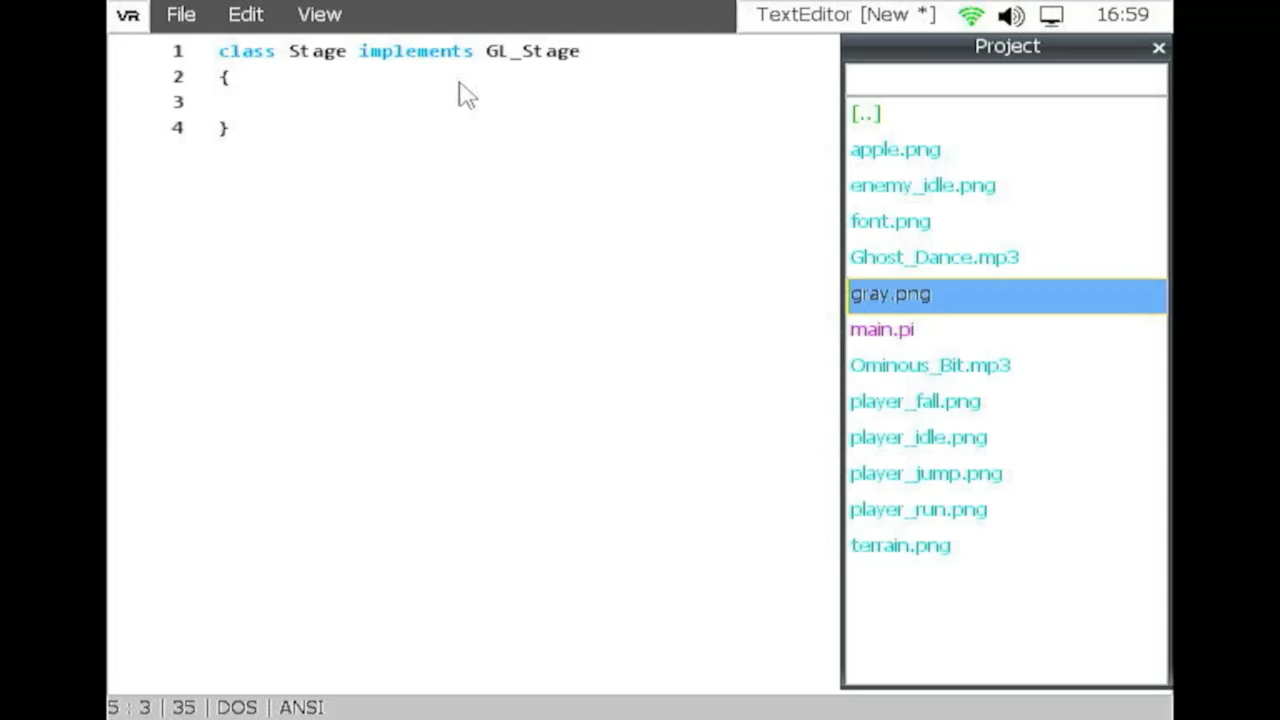 VR File Edit View TextEditor [New *] 16:59
1 class Stage implements GL_Stage
2 {
3
4 }
Project
[..]
apple.png
enemy_idle.png
font.png
Ghost_Dance.mp3
gray.png
main.pi
Ominous_Bit.mp3
player_fall.png
player_idle.png
player_jump.png
player_run.png
terrain.png
5 : 3 | 35 | DOS | ANSI